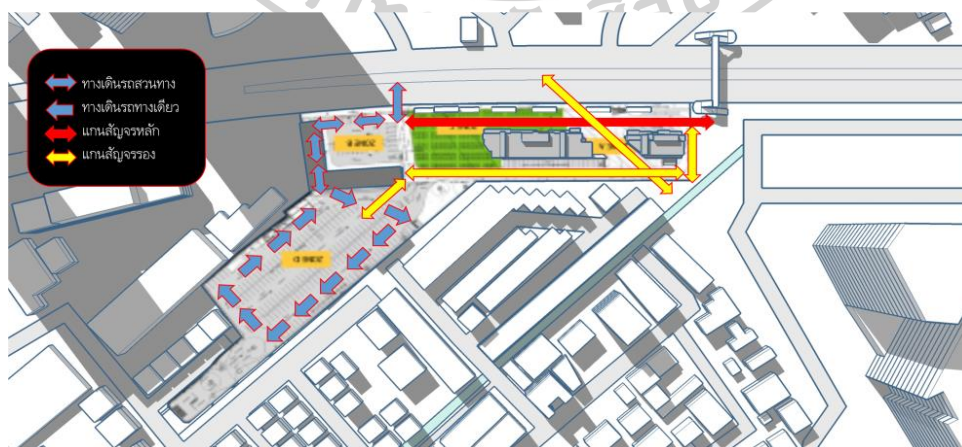 ทางเดินรถสวนทาง
ทางเดินรถทางเดียว
แกนสัญจรหลัก
แกนสัญจรรอง
ZONE B
ZONE D